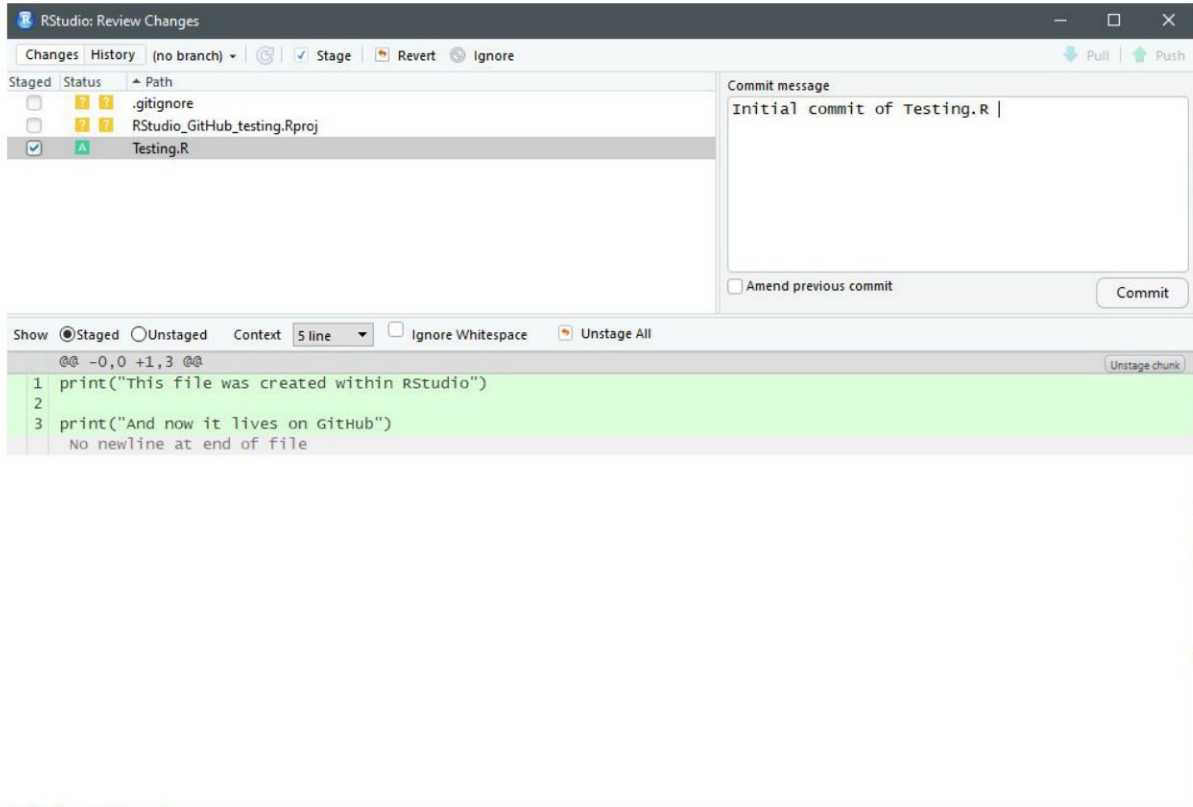 RStudio: Review Changes
Changes History (no branch) Stage Revert Ignore Pull Push
Staged Status Path
? ? .gitignore
? ? RStudio_GitHub_testing.Rproj
A Testing.R
Commit message
Initial commit of Testing.R
Amend previous commit
Commit
Show Staged Unstaged Context 5 line Ignore Whitespace Unstage All
@@ -0,0 +1,3 @@ Unstage chunk
1 print("This file was created within RStudio")
2
3 print("And now it lives on GitHub")
No newline at end of file